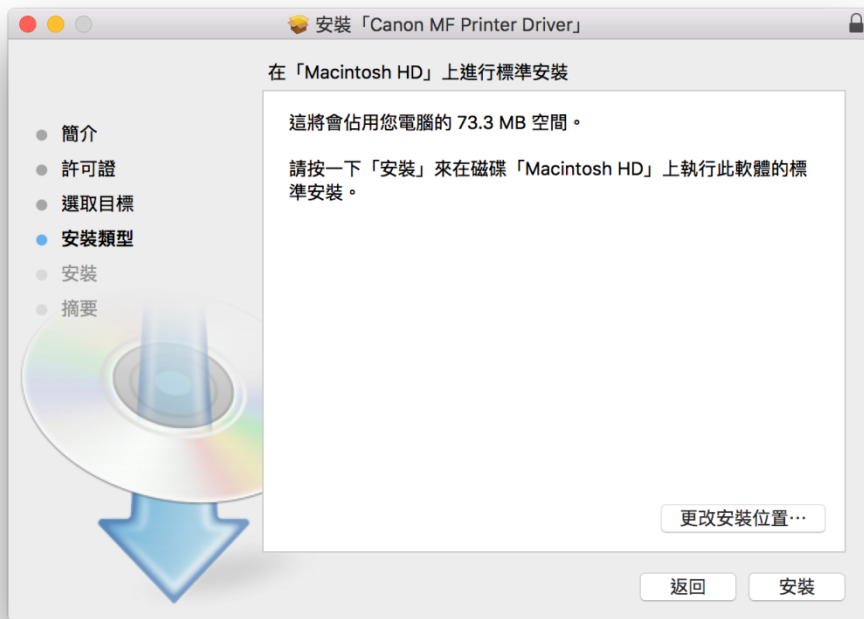 安裝「Canon MF Printer Driver」
在「Macintosh HD」上進行標準安裝
簡介
許可證
選取目標
安裝類型
安裝
摘要
這將會佔用您電腦的 73.3 MB 空間。
請按一下「安裝」來在磁碟「Macintosh HD」上執行此軟體的標
準安裝。
更改安裝位置⋯
返回
安裝